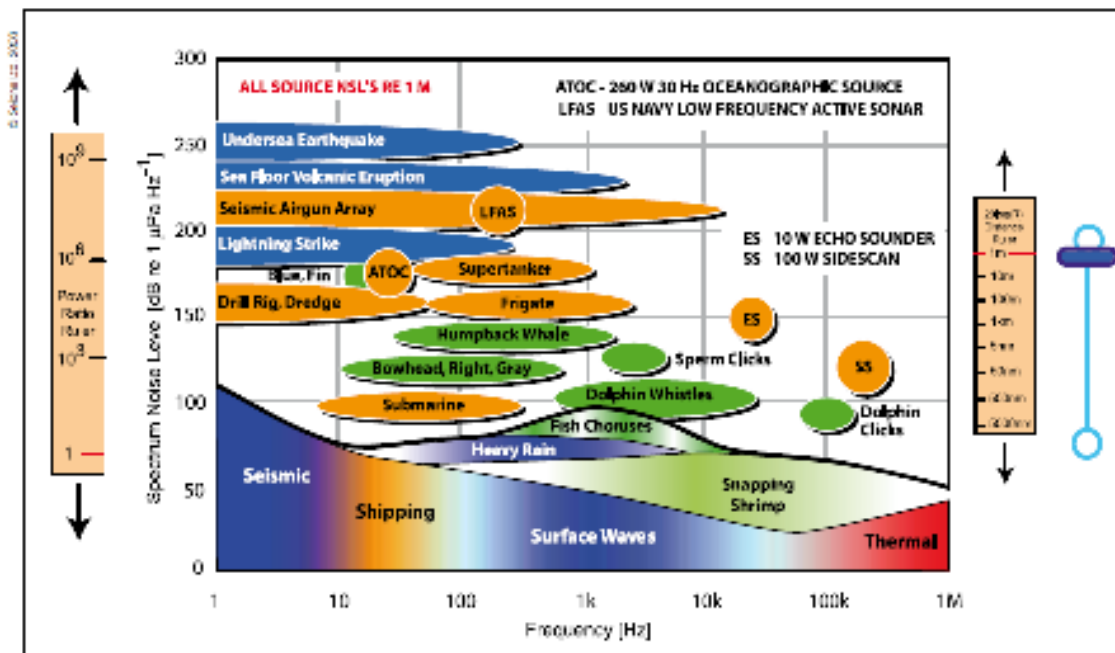 300
250
200
150
100
50
0
Spectrum Noise Level [dB re 1 µPa Hz⁻¹]
ALL SOURCE NSL'S RE 1 M
ATOC - 260 W 30 Hz OCEANOGRAPHIC SOURCE
LFAS US NAVY LOW FREQUENCY ACTIVE SONAR
Undersea Earthquake
Sea Floor Volcanic Eruption
Seismic Airgun Array
LFAS
Lightning Strike
ES 10 W ECHO SOUNDER
SS 100 W SIDESCAN
Blue, Fin
ATOC
Supertanker
Drill Rig, Dredge
Frigate
ES
Humpback Whale
Sperm Clicks
Bowhead, Right, Gray
SS
Dolphin Whistles
Submarine
Dolphin
Clicks
Fish Choruses
Heavy Rain
Seismic
Snapping
Shrimp
Shipping
Surface Waves
Thermal
1
10
100
1k
10k
100k
1M
Frequency [Hz]
10⁶
Power
Ratio
Ruler
10³
1
1m
10m
100m
1km